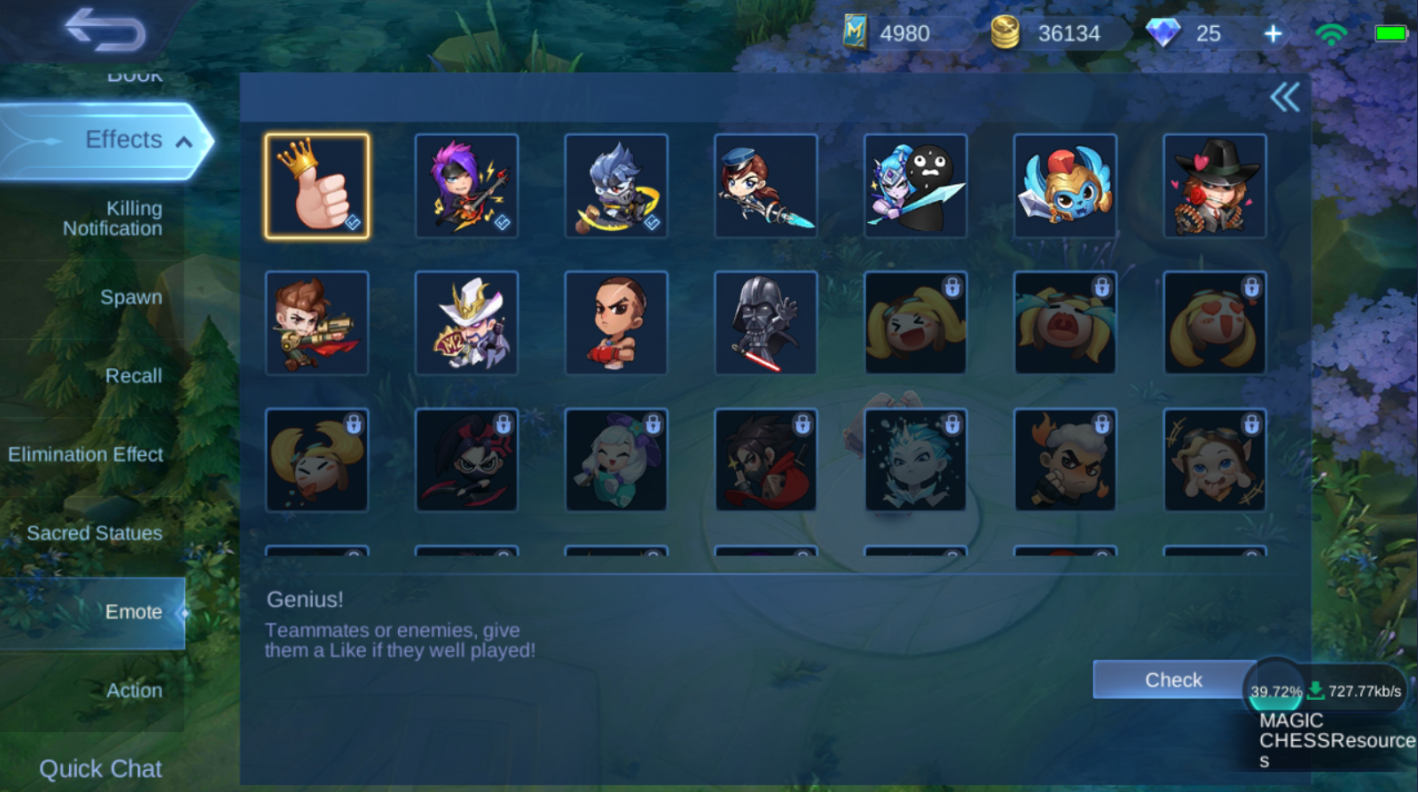 4980
36134
25
Book
Effects
Killing
Notification
Spawn
Recall
Elimination Effect
Sacred Statues
Emote
Action
Quick Chat
M2
Genius!
Teammates or enemies, give
them a Like if they well played!
Check
39.72%
727.77kb/s
MAGIC
CHESSResource
s